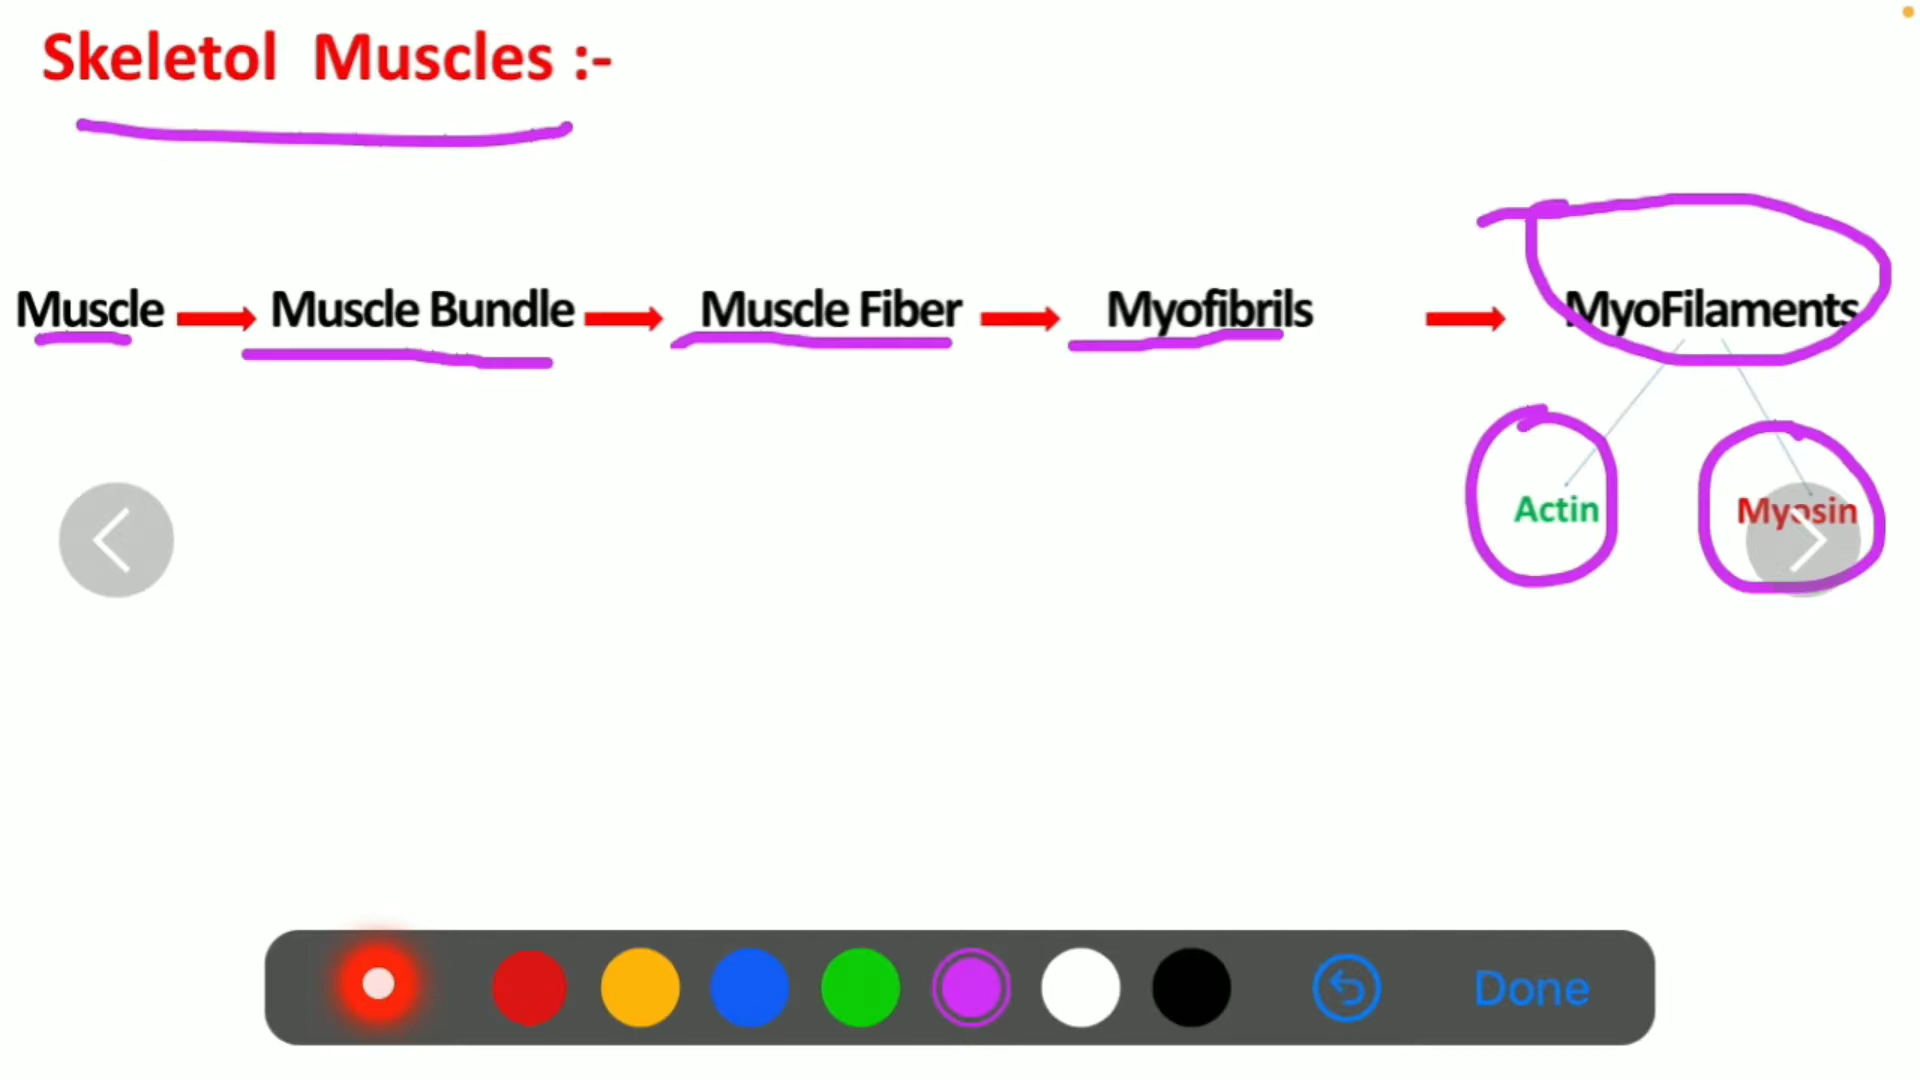 Skeletol Muscles :-
Muscle Muscle Bundle Muscle Fiber Myofibrils MyoFilaments
Actin Myosin
Done